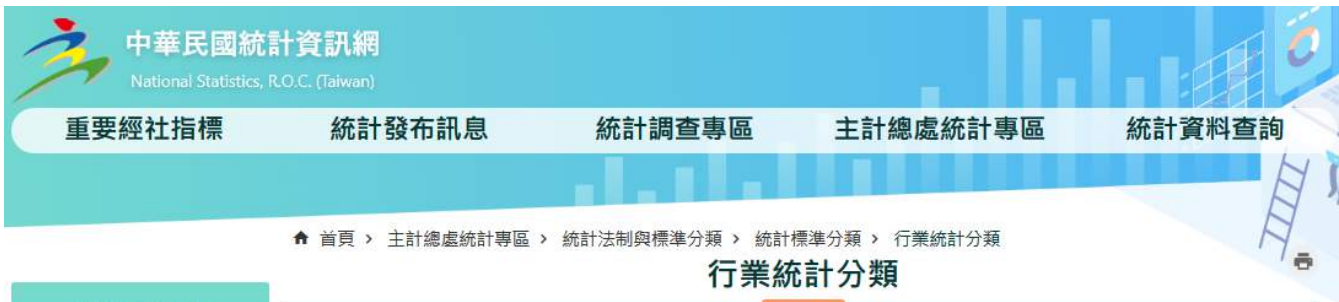 中華民國統計資訊網
National Statistics, R.O.C. (Taiwan)
重要經社指標 統計發布訊息 統計調查專區 主計總處統計專區 統計資料查詢
首頁 › 主計總處統計專區 › 統計法制與標準分類 › 統計標準分類 › 行業統計分類
行業統計分類